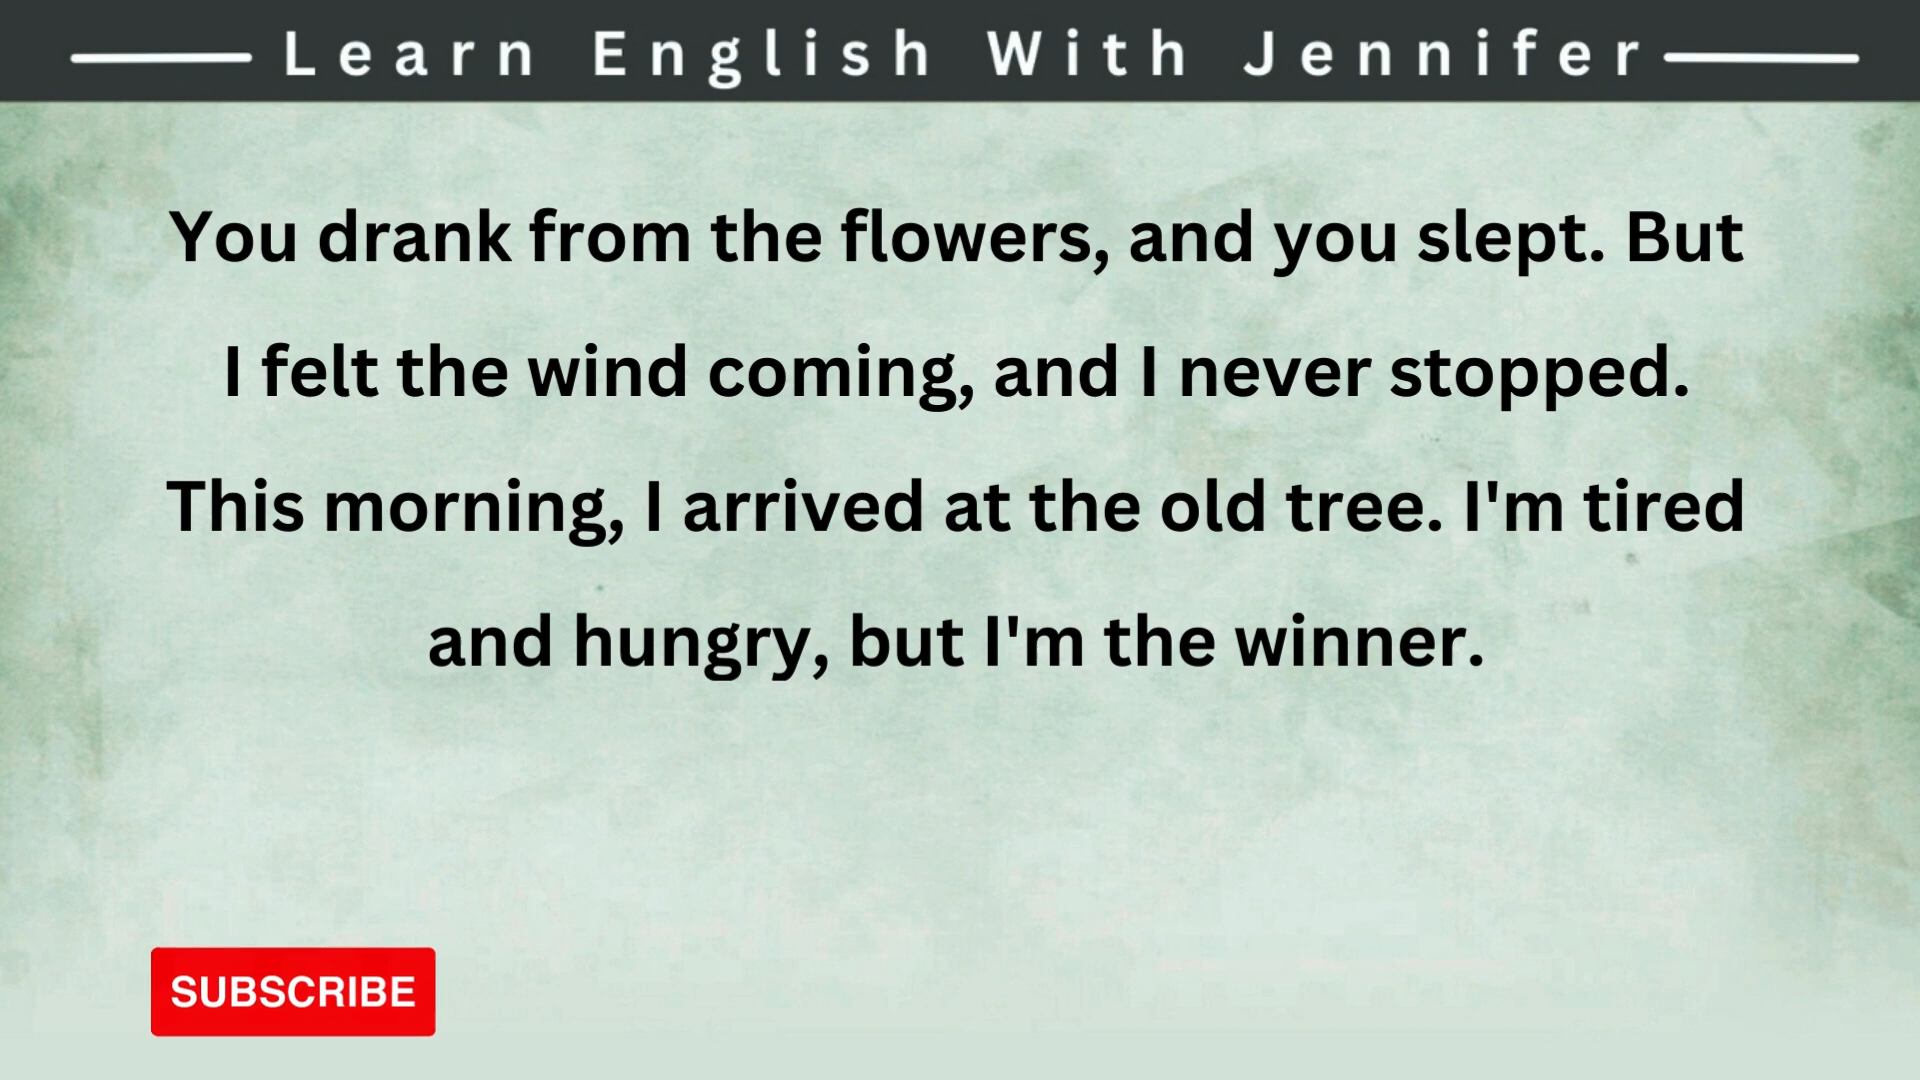 Learn English With Jennifer
You drank from the flowers, and you slept. But
I felt the wind coming, and I never stopped.
This morning, I arrived at the old tree. I'm tired
and hungry, but I'm the winner.
SUBSCRIBE